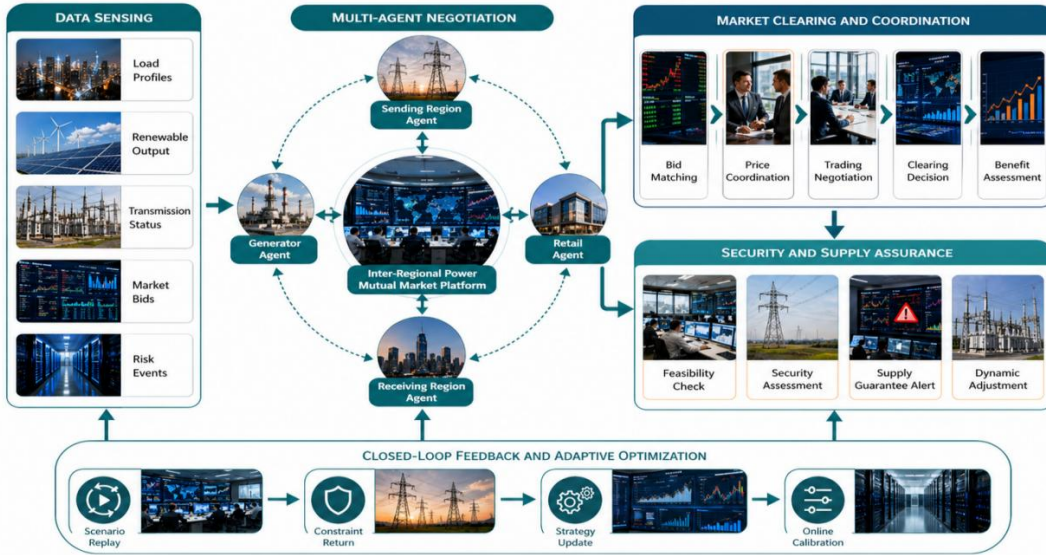 DATA SENSING
Load
Profiles
Renewable
Output
Transmission
Status
Market
Bids
Risk
Events
MULTI-AGENT NEGOTIATION
Sending Region
Agent
Generator
Agent
Inter-Regional Power
Mutual Market Platform
Retail
Agent
Receiving Region
Agent
MARKET CLEARING AND COORDINATION
Bid
Matching
Price
Coordination
Trading
Negotiation
Clearing
Decision
Benefit
Assessment
SECURITY AND SUPPLY ASSURANCE
Feasibility
Check
Security
Assessment
Supply
Guarantee Alert
Dynamic
Adjustment
CLOSED-LOOP FEEDBACK AND ADAPTIVE OPTIMIZATION
Scenario
Replay
Constraint
Return
Strategy
Update
Online
Calibration